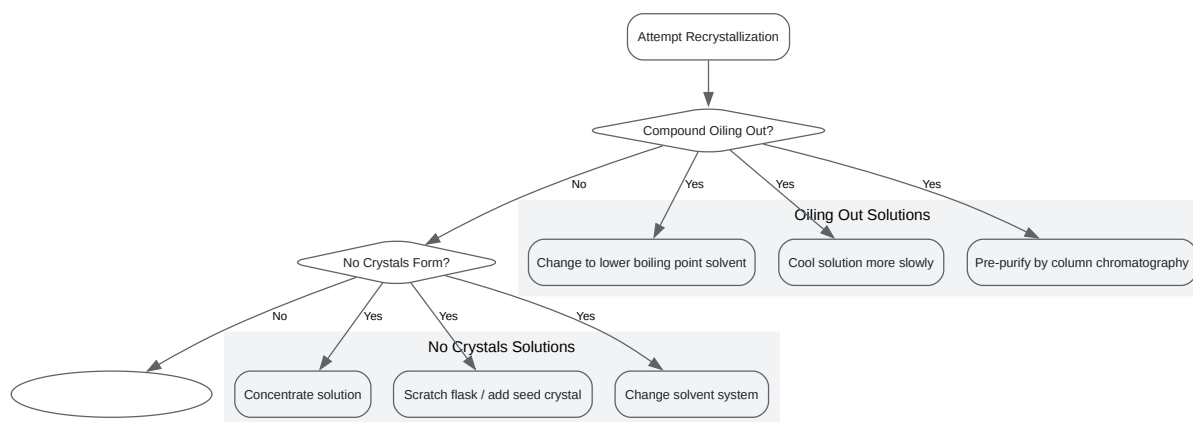 Attempt Recrystallization
Compound Oiling Out?
No
Yes
Yes
Yes
Oiling Out Solutions
No Crystals Form?
Change to lower boiling point solvent
Cool solution more slowly
Pre-purify by column chromatography
No
Yes
Yes
Yes
No Crystals Solutions
Concentrate solution
Scratch flask / add seed crystal
Change solvent system